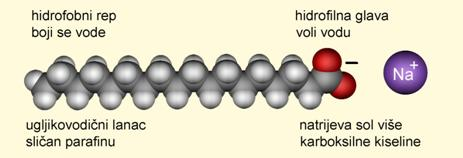 hidrofobni rep
boji se vode
hidrofilna glava
voli vodu
−
Na+
ugljikovodični lanac
sličan parafinu
natrijeva sol više
karboksilne kiseline